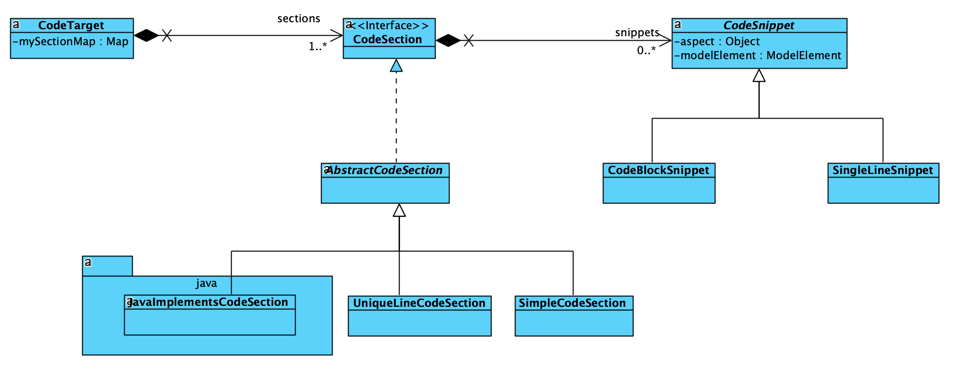 a
CodeTarget
-mySectionMap : Map
sections
1..*
a
<<Interface>>
CodeSection
snippets
0..*
a
CodeSnippet
-aspect : Object
-modelElement : ModelElement
a
AbstractCodeSection
CodeBlockSnippet
SingleLineSnippet
a
java
a
JavaImplementsCodeSection
UniqueLineCodeSection
SimpleCodeSection